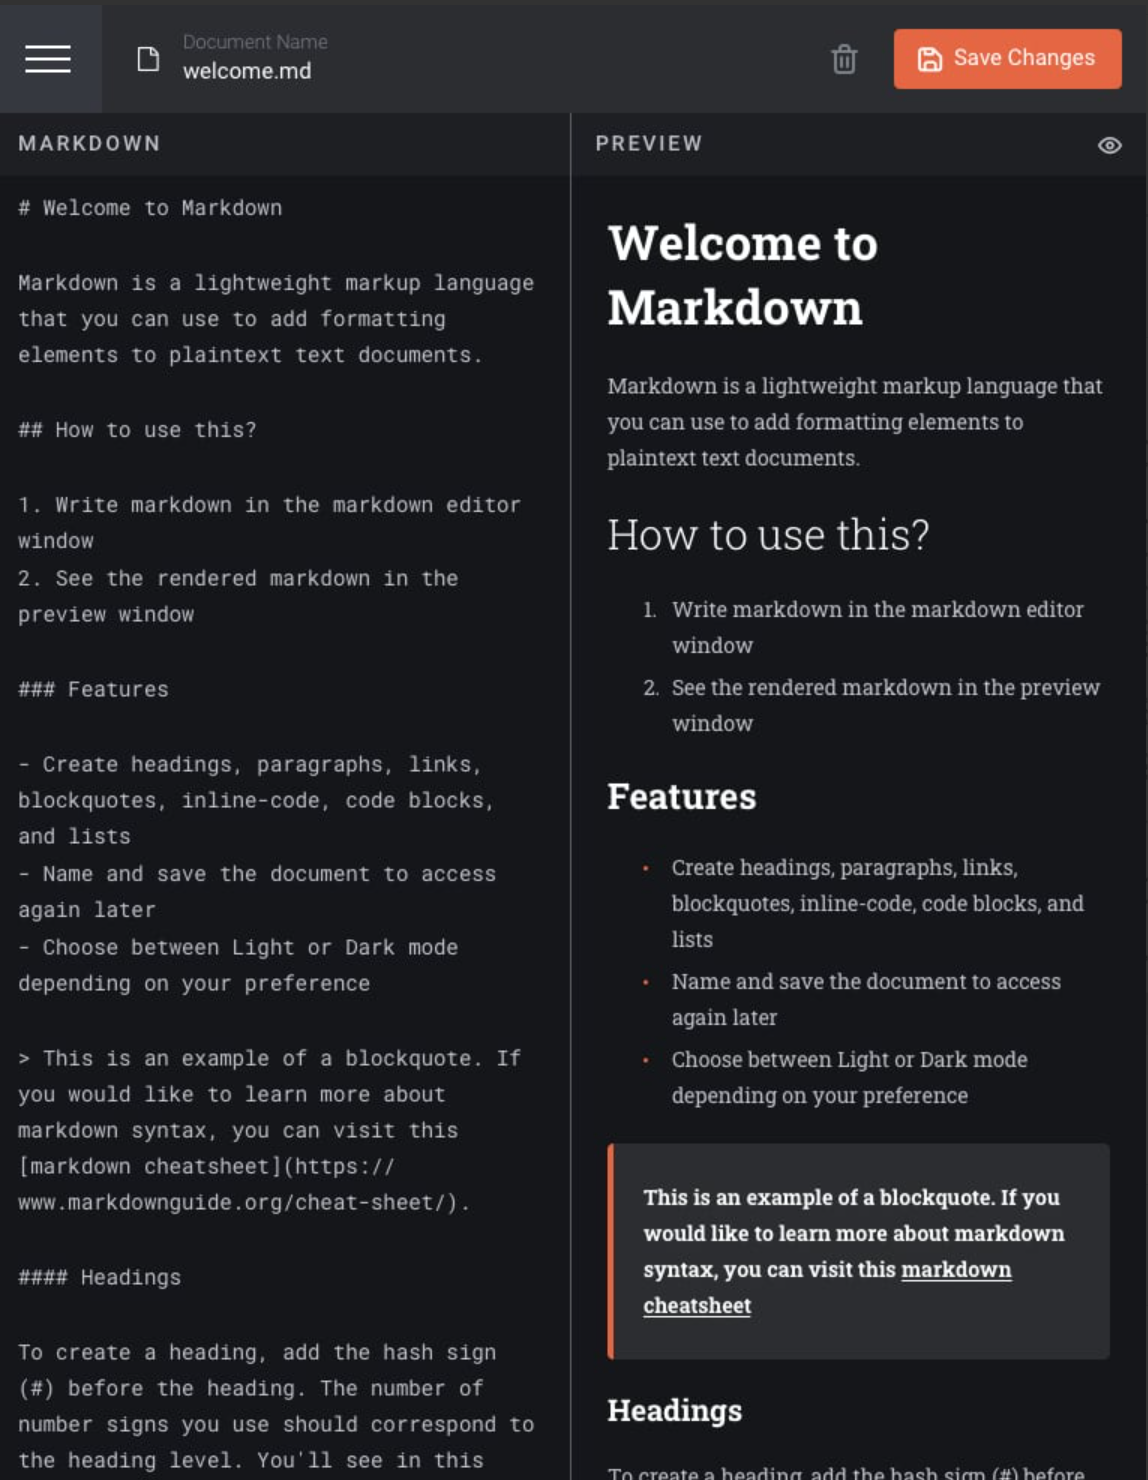 Document Name
welcome.md
Save Changes
MARKDOWN
# Welcome to Markdown
Markdown is a lightweight markup language
that you can use to add formatting
elements to plaintext text documents.
## How to use this?
1. Write markdown in the markdown editor
window
2. See the rendered markdown in the
preview window
### Features
- Create headings, paragraphs, links,
blockquotes, inline-code, code blocks,
and lists
- Name and save the document to access
again later
- Choose between Light or Dark mode
depending on your preference
> This is an example of a blockquote. If
you would like to learn more about
markdown syntax, you can visit this
[markdown cheatsheet](https://
www.markdownguide.org/cheat-sheet/).
#### Headings
To create a heading, add the hash sign
(#) before the heading. The number of
number signs you use should correspond to
the heading level. You'll see in this
PREVIEW
Welcome to
Markdown
Markdown is a lightweight markup language that
you can use to add formatting elements to
plaintext text documents.
How to use this?
1. Write markdown in the markdown editor
window
2. See the rendered markdown in the preview
window
Features
• Create headings, paragraphs, links,
blockquotes, inline-code, code blocks, and
lists
• Name and save the document to access
again later
• Choose between Light or Dark mode
depending on your preference
This is an example of a blockquote. If you
would like to learn more about markdown
syntax, you can visit this markdown
cheatsheet
Headings
To create a heading, add the hash sign (#) before